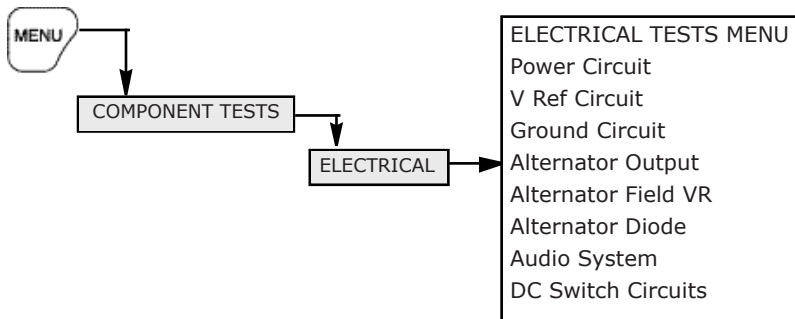 MENU
COMPONENT TESTS
ELECTRICAL
ELECTRICAL TESTS MENU
Power Circuit
V Ref Circuit
Ground Circuit
Alternator Output
Alternator Field VR
Alternator Diode
Audio System
DC Switch Circuits